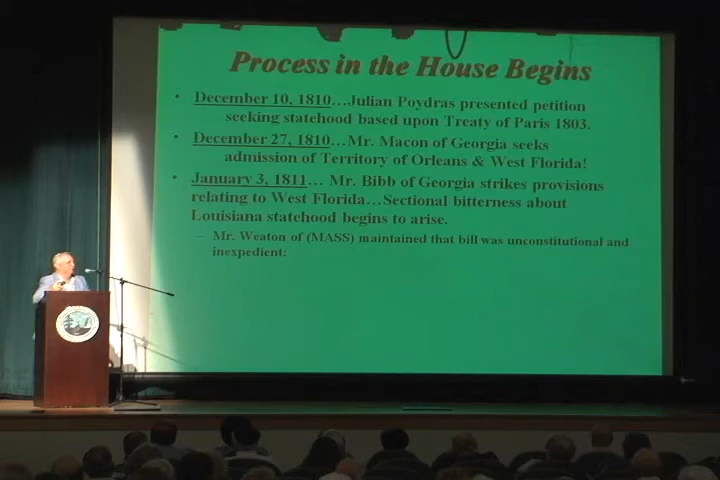 Process in the House Begins
• December 10, 1810…Julian Poydras presented petition
seeking statehood based upon Treaty of Paris 1803.
• December 27, 1810…Mr. Macon of Georgia seeks
admission of Territory of Orleans & West Florida!
• January 3, 1811… Mr. Bibb of Georgia strikes provisions
relating to West Florida…Sectional bitterness about
Louisiana statehood begins to arise.
– Mr. Weaton of (MASS) maintained that bill was unconstitutional and
inexpedient: